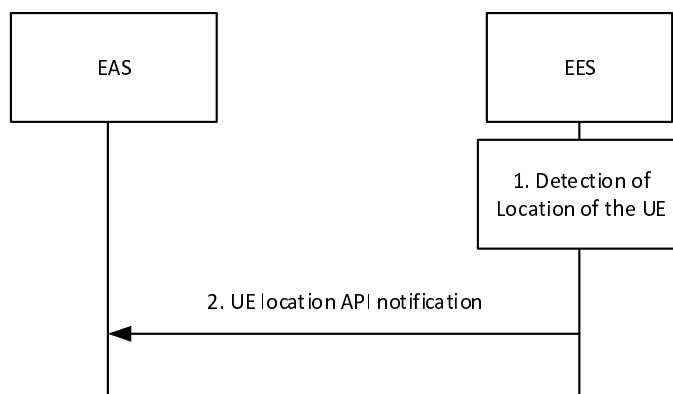 EAS
EES
1. Detection of
Location of the UE
2. UE location API notification